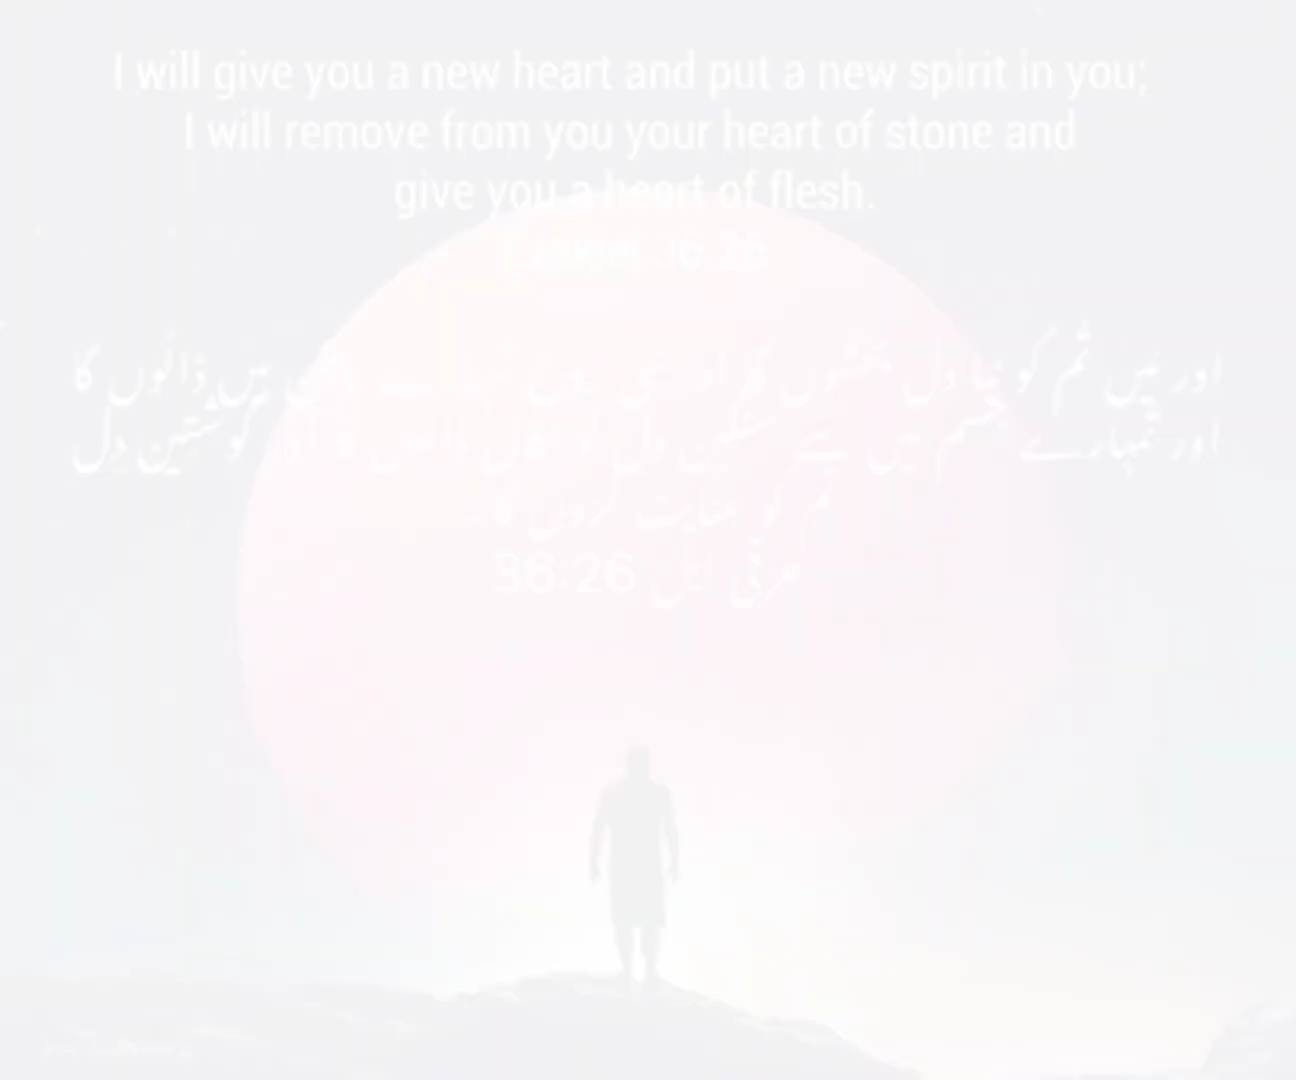 I will give you a new heart and put a new spirit in you;
I will remove from you your heart of stone and
give you a heart of flesh.
Ezekiel 36:26
اور میں تم کو نیا دل بخشوں گا اور نئی روح تمہارے باطن میں ڈالوں گا
اور تمہارے جسم میں سے سنگین دل کو نکال ڈالوں گا اور گوشتین دل
تم کو عنایت کروں گا۔
حزقی ایل 36:26